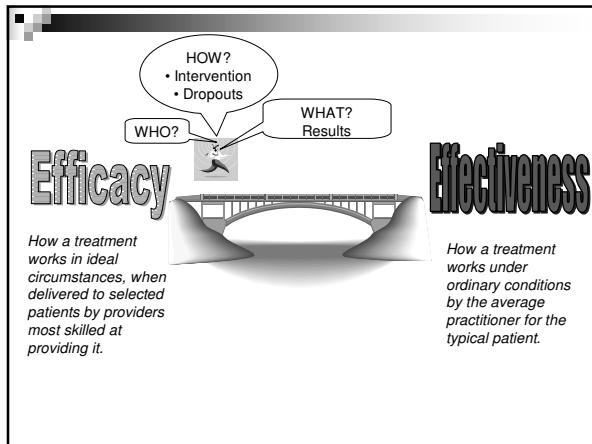 HOW?
• Intervention
• Dropouts
WHO?
WHAT?
Results
Efficacy
Effectiveness
How a treatment
works in ideal
circumstances, when
delivered to selected
patients by providers
most skilled at
providing it.
How a treatment
works under
ordinary conditions
by the average
practitioner for the
typical patient.